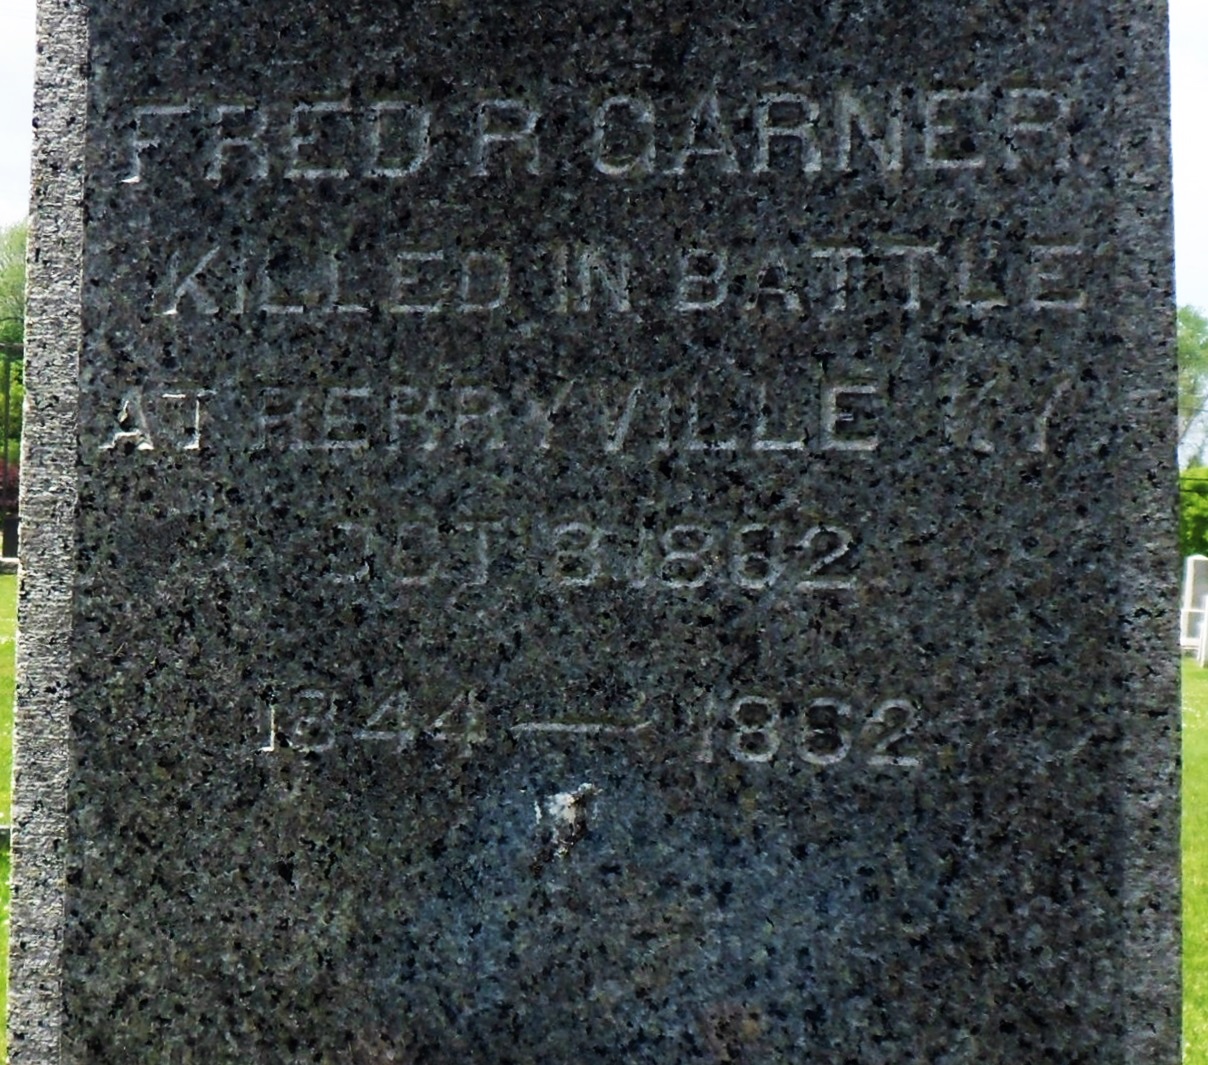 FRED R GARNER
KILLED IN BATTLE
AT PERRYVILLE KY
OCT 8 1862
1844 — 1862